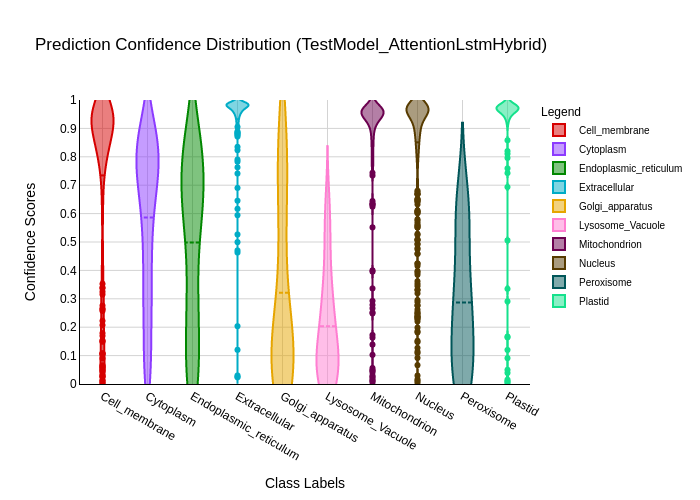 Prediction Confidence Distribution (TestModel_AttentionLstmHybrid)
Legend
Cell_membrane
Cytoplasm
Endoplasmic_reticulum
Extracellular
Golgi_apparatus
Lysosome_Vacuole
Mitochondrion
Nucleus
Peroxisome
Plastid
Confidence Scores
1
0.9
0.8
0.7
0.6
0.5
0.4
0.3
0.2
0.1
0
Cell_membrane
Cytoplasm
Endoplasmic_reticulum
Extracellular
Golgi_apparatus
Lysosome_Vacuole
Mitochondrion
Nucleus
Peroxisome
Plastid
Class Labels